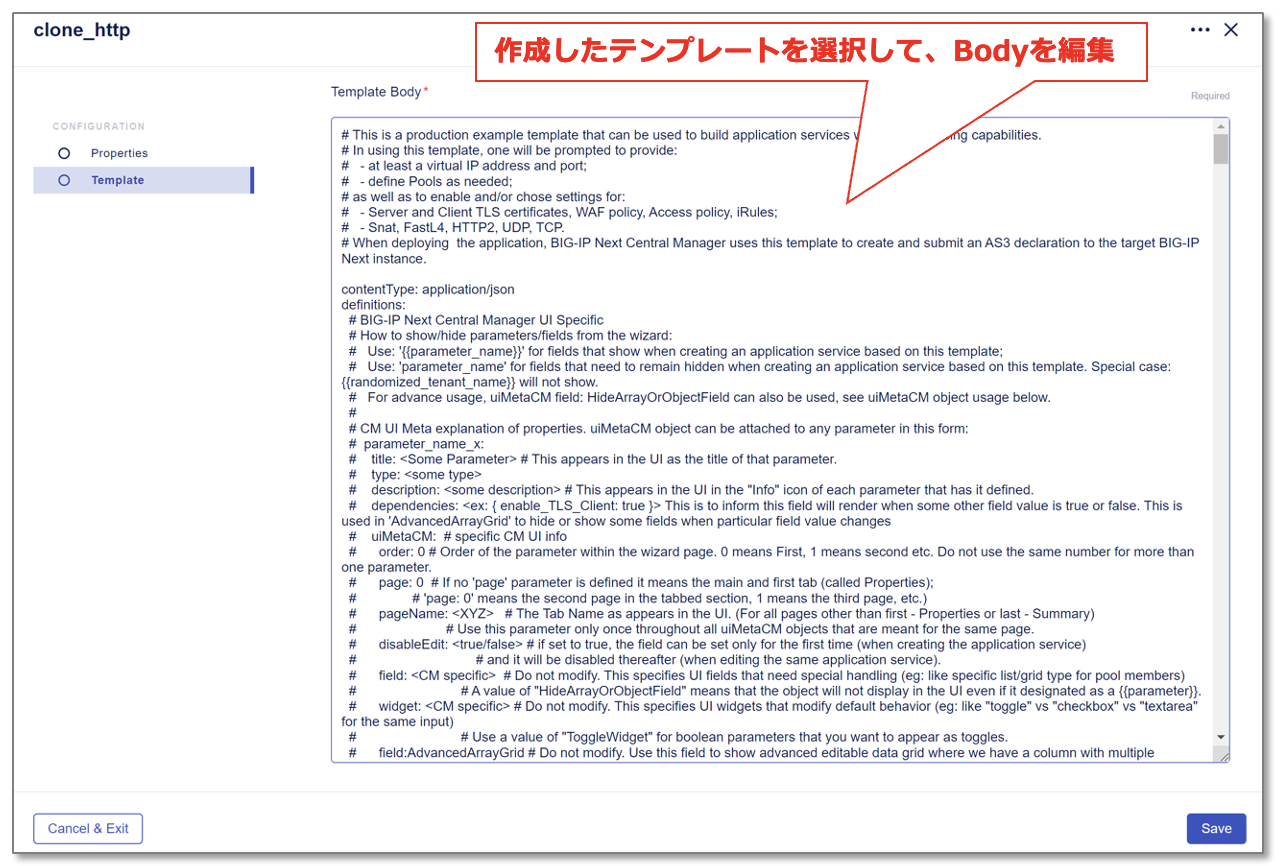 clone_http
作成したテンプレートを選択して、Bodyを編集
Template Body*
Required
CONFIGURATION
Properties
Template
# This is a production example template that can be used to build application services ing capabilities.
# In using this template, one will be prompted to provide:
#   - at least a virtual IP address and port;
#   - define Pools as needed;
# as well as to enable and/or chose settings for:
#   - Server and Client TLS certificates, WAF policy, Access policy, iRules;
#   - Snat, FastL4, HTTP2, UDP, TCP.
# When deploying  the application, BIG-IP Next Central Manager uses this template to create and submit an AS3 declaration to the target BIG-IP
Next instance.
contentType: application/json
definitions:
  # BIG-IP Next Central Manager UI Specific
  # How to show/hide parameters/fields from the wizard:
  #   Use: '{{parameter_name}}' for fields that show when creating an application service based on this template;
  #   Use: 'parameter_name' for fields that need to remain hidden when creating an application service based on this template. Special case:
{{randomized_tenant_name}} will not show.
  #   For advance usage, uiMetaCM field: HideArrayOrObjectField can also be used, see uiMetaCM object usage below.
  #
  # CM UI Meta explanation of properties. uiMetaCM object can be attached to any parameter in this form:
  #  parameter_name_x:
  #    title: <Some Parameter> # This appears in the UI as the title of that parameter.
  #    type: <some type>
  #    description: <some description> # This appears in the UI in the "Info" icon of each parameter that has it defined.
  #    dependencies: <ex: { enable_TLS_Client: true }> This is to inform this field will render when some other field value is true or false. This is
used in 'AdvancedArrayGrid' to hide or show some fields when particular field value changes
  #    uiMetaCM:  # specific CM UI info
  #      order: 0 # Order of the parameter within the wizard page. 0 means First, 1 means second etc. Do not use the same number for more than
one parameter.
  #      page: 0  # If no 'page' parameter is defined it means the main and first tab (called Properties);
  #               # 'page: 0' means the second page in the tabbed section, 1 means the third page, etc.)
  #      pageName: <XYZ>   # The Tab Name as appears in the UI. (For all pages other than first - Properties or last - Summary)
  #                        # Use this parameter only once throughout all uiMetaCM objects that are meant for the same page.
  #      disableEdit: <true/false> # if set to true, the field can be set only for the first time (when creating the application service)
  #                                # and it will be disabled thereafter (when editing the same application service).
  #      field: <CM specific>  # Do not modify. This specifies UI fields that need special handling (eg: like specific list/grid type for pool members)
  #                            # A value of "HideArrayOrObjectField" means that the object will not display in the UI even if it designated as a {{parameter}}.
  #      widget: <CM specific> # Do not modify. This specifies UI widgets that modify default behavior (eg: like "toggle" vs "checkbox" vs "textarea"
for the same input)
  #                            # Use a value of "ToggleWidget" for boolean parameters that you want to appear as toggles.
  #      field:AdvancedArrayGrid # Do not modify. Use this field to show advanced editable data grid where we have a column with multiple
Cancel & Exit
Save